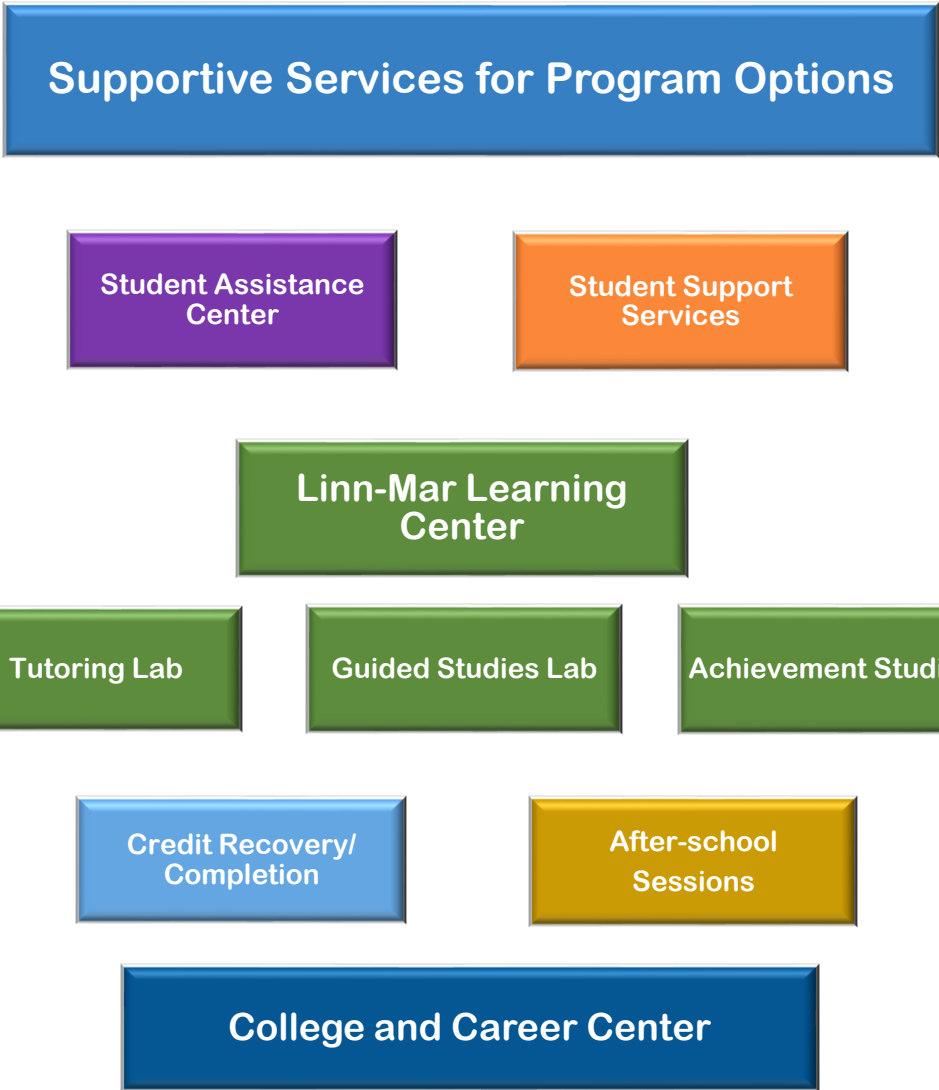 Supportive Services for Program Options
Student Assistance
Center
Student Support
Services
Linn-Mar Learning
Center
Tutoring Lab
Guided Studies Lab
Achievement
Credit Recovery/
Completion
After-school
Sessions
College and Career Center